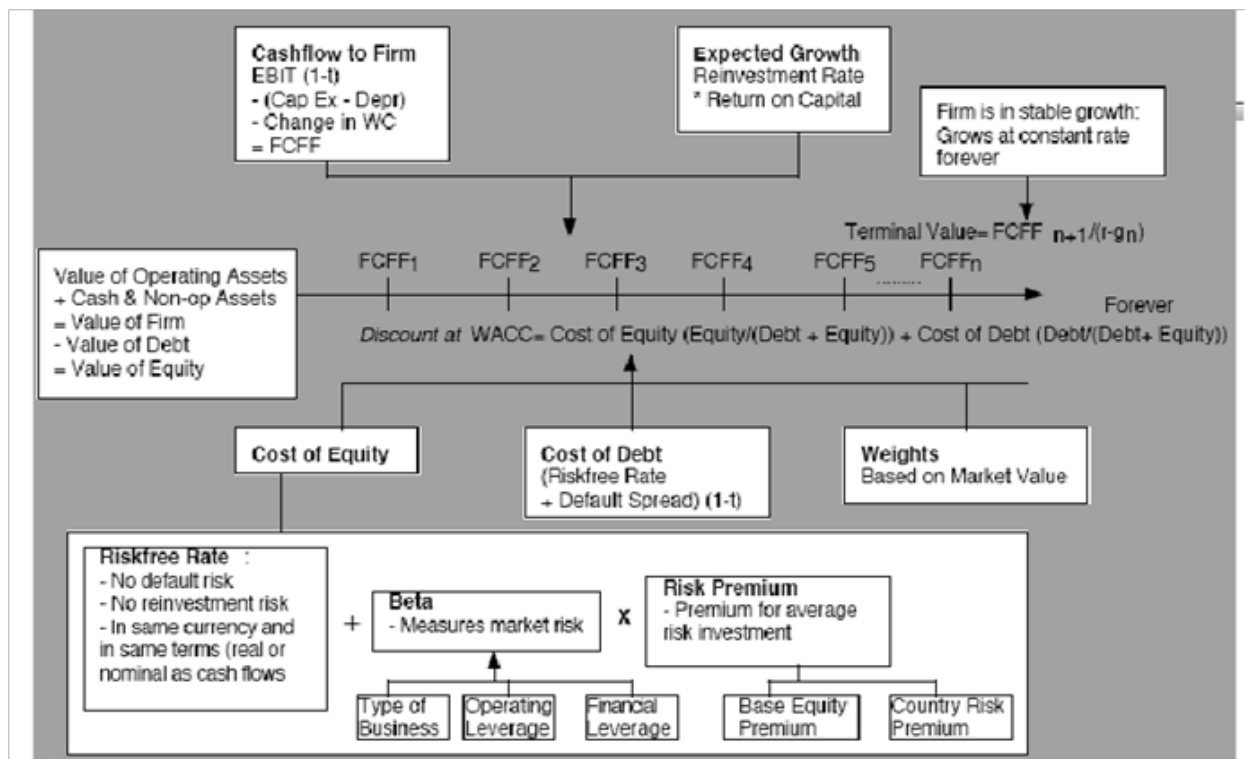 Cashflow to Firm
EBIT (1-t)
- (Cap Ex - Depr)
- Change in WC
= FCFF
Expected Growth
Reinvestment Rate
* Return on Capital
Firm is in stable growth:
Grows at constant rate
forever
Terminal Value= FCFF n+1/(r-gn)
FCFF1 FCFF2 FCFF3 FCFF4 FCFF5 ......... FCFFn
Forever
Value of Operating Assets
+ Cash & Non-op Assets
= Value of Firm
- Value of Debt
= Value of Equity
Discount at WACC= Cost of Equity (Equity/(Debt + Equity)) + Cost of Debt (Debt/(Debt+ Equity))
Cost of Equity
Cost of Debt
(Riskfree Rate
+ Default Spread) (1-t)
Weights
Based on Market Value
Riskfree Rate :
- No default risk
- No reinvestment risk
- In same currency and
in same terms (real or
nominal as cash flows
+
Beta
- Measures market risk
X
Risk Premium
- Premium for average
risk investment
Type of
Business
Operating
Leverage
Financial
Leverage
Base Equity
Premium
Country Risk
Premium